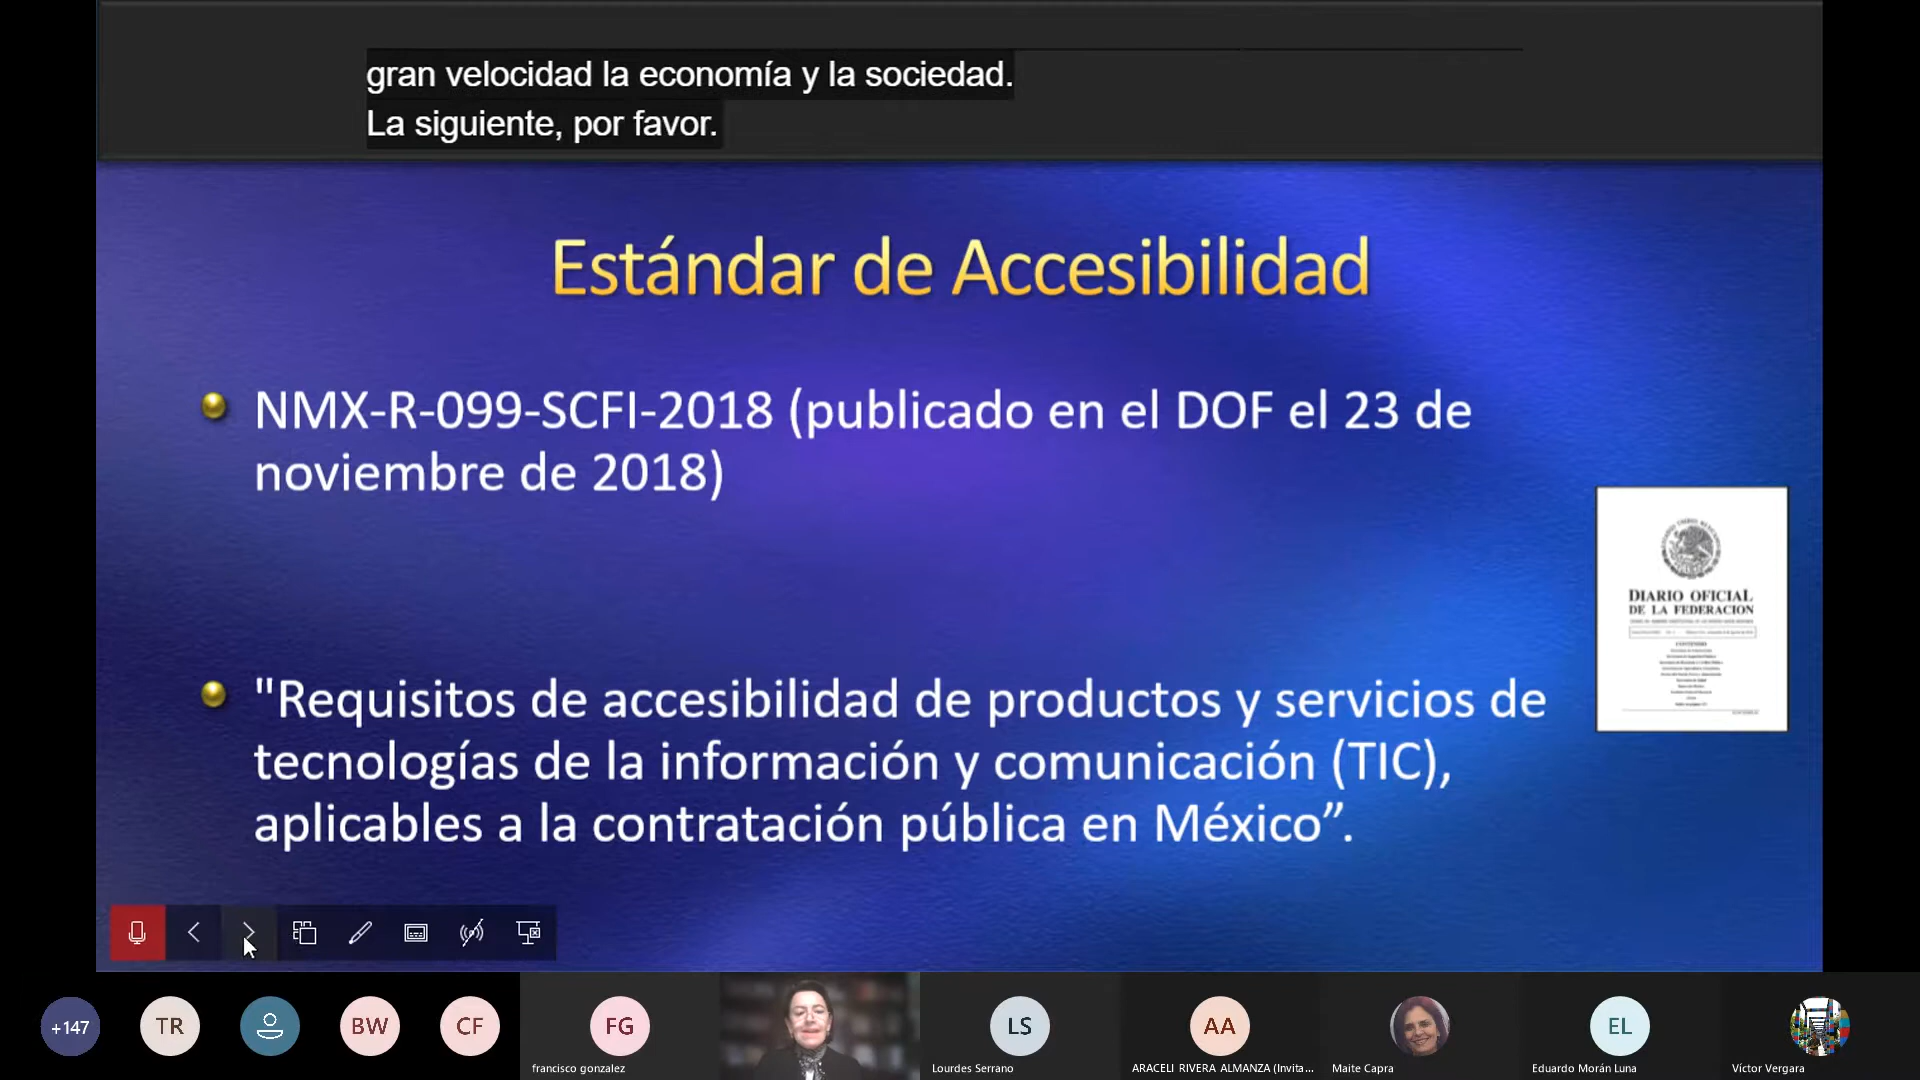 gran velocidad la economía y la sociedad.
La siguiente, por favor.
Estándar de Accesibilidad
NMX-R-099-SCFI-2018 (publicado en el DOF el 23 de
noviembre de 2018)
DIARIO OFICIAL
DE LA FEDERACION
"Requisitos de accesibilidad de productos y servicios de
tecnologías de la información y comunicación (TIC),
aplicables a la contratación pública en México”.
+147
TR
BW
CF
FG
francisco gonzalez
LS
Lourdes Serrano
AA
ARACELI RIVERA ALMANZA (Invita...
Maite Capra
EL
Eduardo Morán Luna
Víctor Vergara